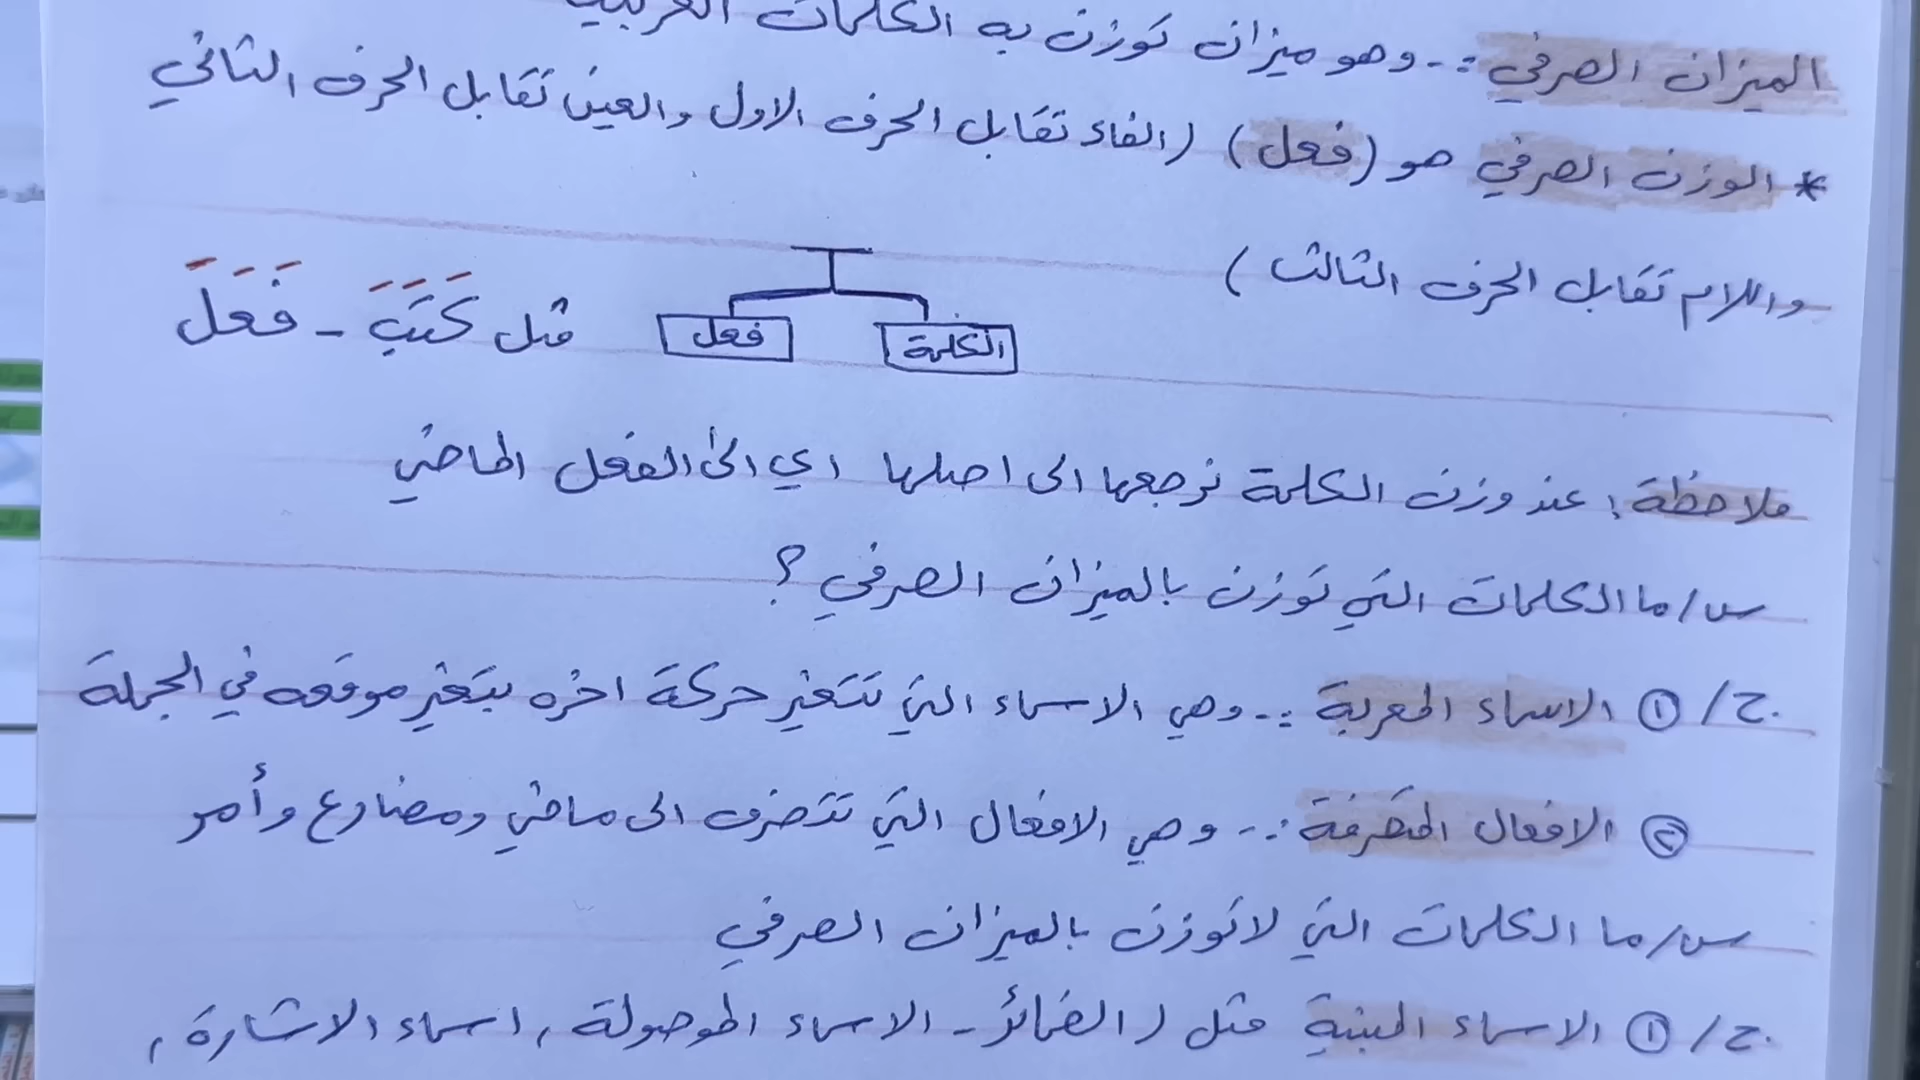 الميزان الصرفي :- وهو ميزان توزن به الكلمات العربية
* الوزن الصرفي هو (فعل) (الفاء تقابل الحرف الاول والعين تقابل الحرف الثاني
واللام تقابل الحرف الثالث)
الكلمة فعل مثل كَتَبَ - فَعَلَ
ملاحظة : عند وزن الكلمة نرجعها الى اصلها اي الى الفعل الماضي
س/ ما الكلمات التي توزن بالميزان الصرفي ؟
ج/ ① الاسماء المعربة :- وهي الاسماء التي تتغير حركة اخره بتغير موقعه في الجملة
② الافعال المتصرفة :- وهي الافعال التي تتصرف الى ماضي ومضارع وأمر
س/ ما الكلمات التي لاتوزن بالميزان الصرفي
ج/ ① الاسماء المبنية مثل (الضمائر - الاسماء الموصولة ، اسماء الاشارة ،